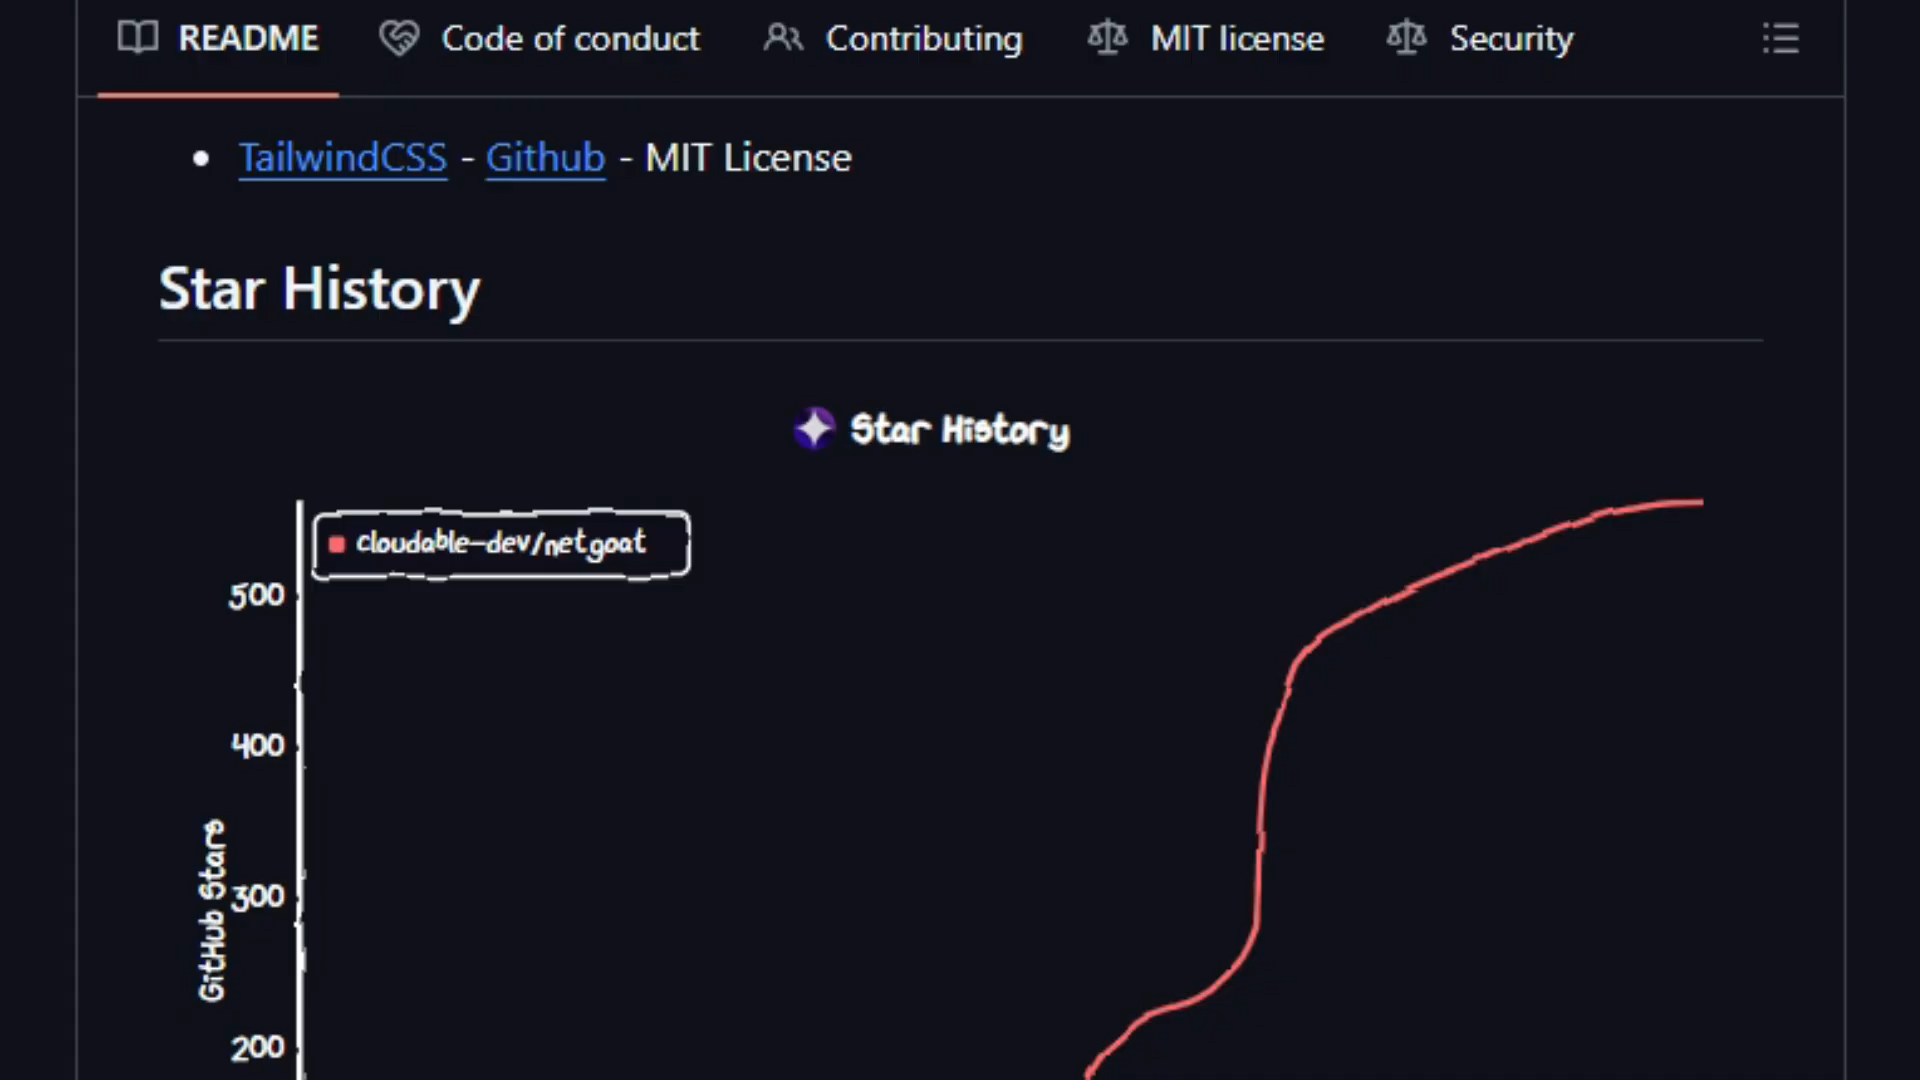 README Code of conduct Contributing MIT license Security
TailwindCSS - Github - MIT License
Star History
Star History
cloudable-dev/netgoat
500
400
300
200
GitHub Stars